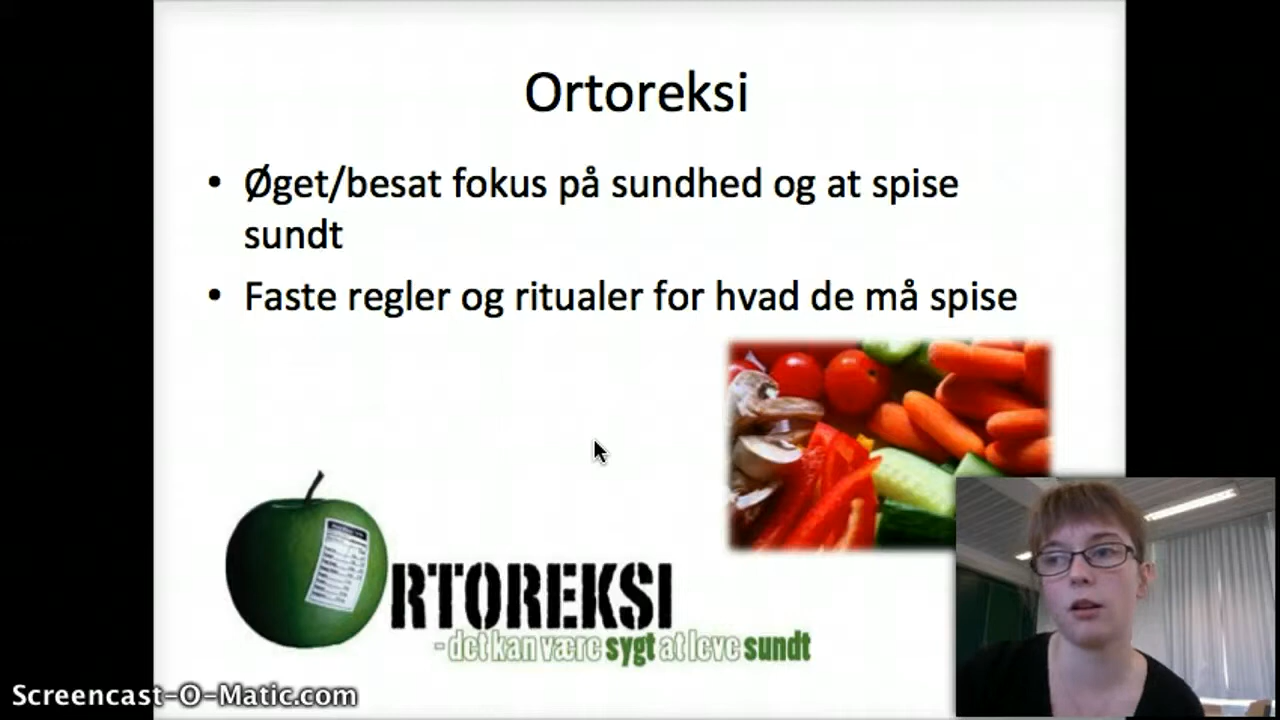 Ortoreksi
• Øget/besat fokus på sundhed og at spise
sundt
• Faste regler og ritualer for hvad de må spise
RTOREKSI
- det kan være sygt at leve sundt
Screencast-O-Matic.com